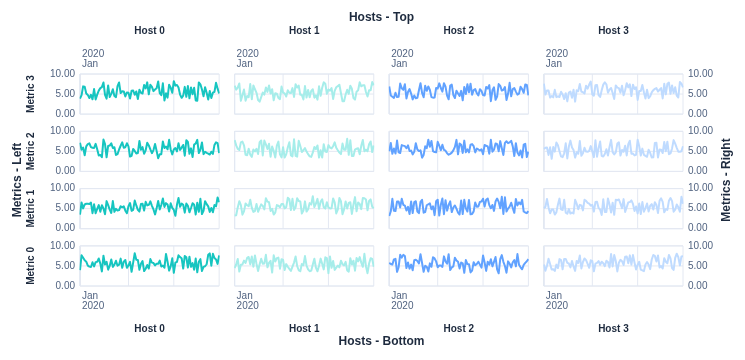 Hosts - Top
Host 0 Host 1 Host 2 Host 3
2020 2020 2020 2020
Jan Jan Jan Jan
Metrics - Left
Metric 3
10.00 10.00
5.00 5.00
0.00 0.00
Metric 2
10.00 10.00
5.00 5.00
0.00 0.00
Metric 1
10.00 10.00
5.00 5.00
0.00 0.00
Metric 0
10.00 10.00
5.00 5.00
0.00 0.00
Metrics - Right
Jan Jan Jan Jan
2020 2020 2020 2020
Host 0 Host 1 Host 2 Host 3
Hosts - Bottom